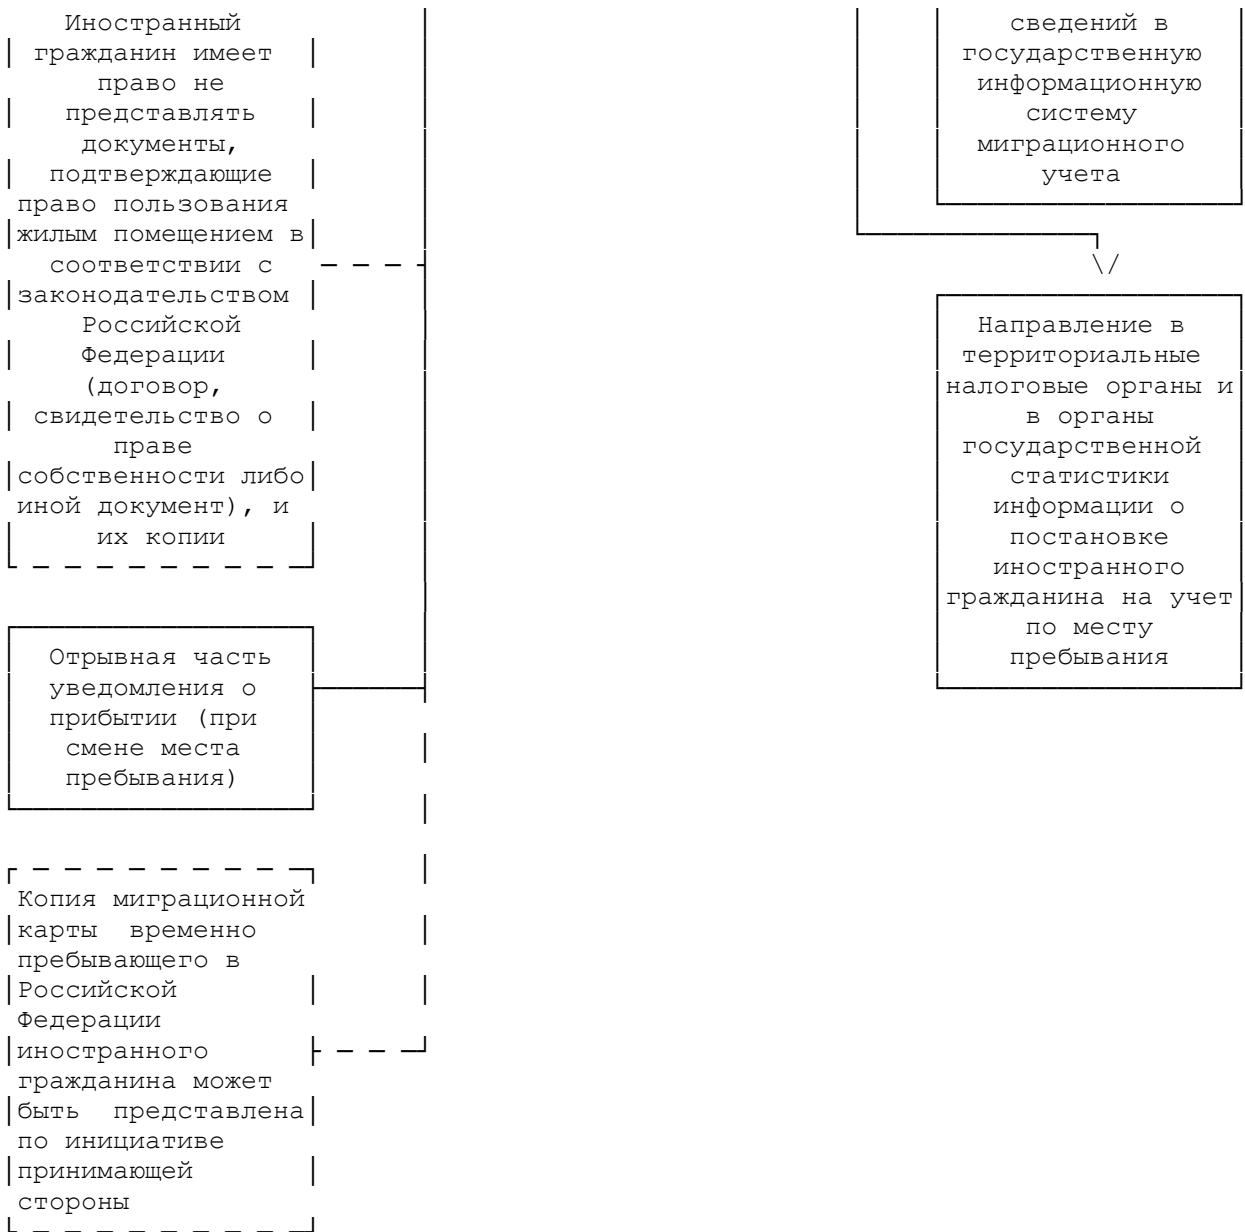 Иностранный
гражданин имеет
право не
представлять
документы,
подтверждающие
право пользования
жилым помещением в
соответствии с
законодательством
Российской
Федерации
(договор,
свидетельство о
праве
собственности либо
иной документ), и
их копии
Отрывная часть
уведомления о
прибытии (при
смене места
пребывания)
Копия миграционной
карты временно
пребывающего в
Российской
Федерации
иностранного
гражданина может
быть представлена
по инициативе
принимающей
стороны
сведений в
государственную
информационную
систему
миграционного
учета
Направление в
территориальные
налоговые органы и
в органы
государственной
статистики
информации о
постановке
иностранного
гражданина на учет
по месту
пребывания